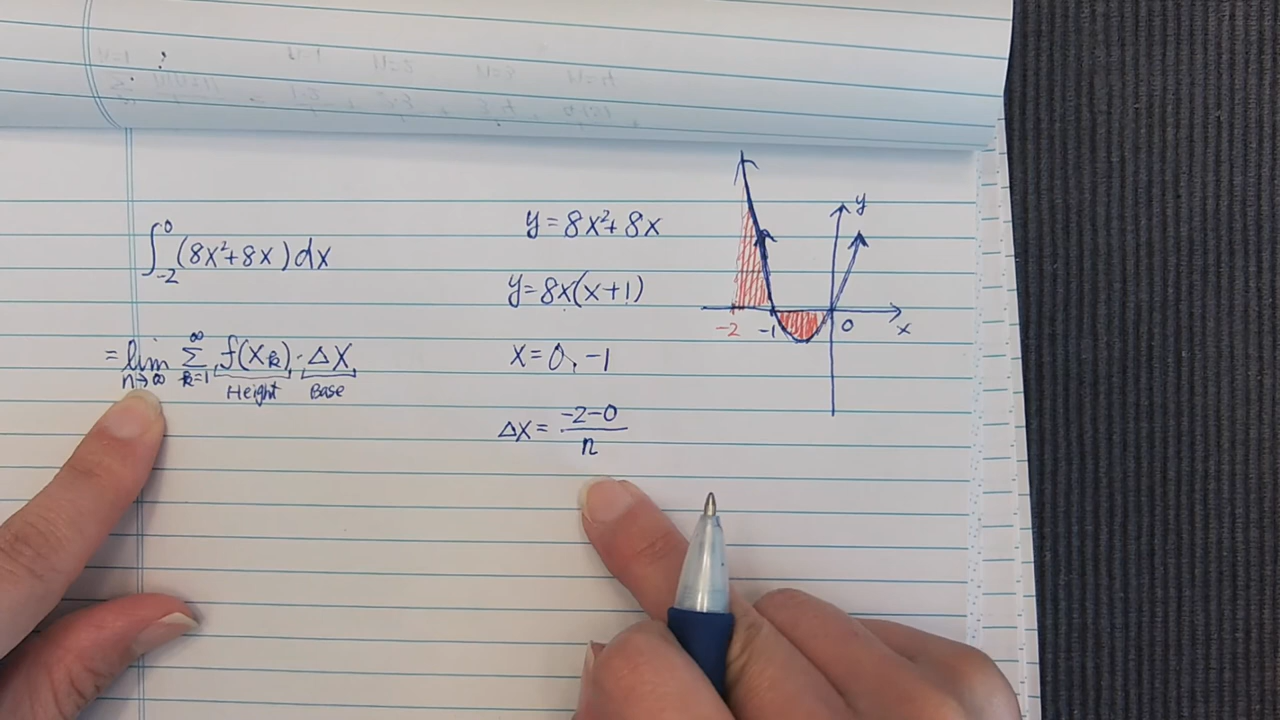 ∫₋₂⁰ (8x²+8x) dx
= lim n→∞ ∞ Σ k=1 f(xₖ) · Δx
Height Base
y = 8x²+8x
y = 8x(x+1)
x = 0, -1
Δx = -2-0 / n
y
-2 -1 0 x